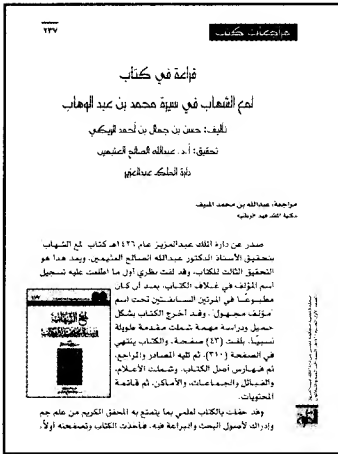 ٢٣٧
مراجعات كتب
قراءة في كتاب
لمع الشهاب في سيرة محمد بن عبد الوهاب
تأليف: حسن بن جمال بن أحمد الريكي
تحقيق: أ.د. عبدالله الصالح العثيمين
دارة الملك عبدالعزيز
مراجعة: عبدالله بن محمد المنيف
مكتبة الملك فهد الوطنية
صدر عن دارة الملك عبدالعزيز عام ١٤٢٦هـ كتاب لمع الشهاب
بتحقيق الأستاذ الدكتور عبدالله الصالح العثيمين. ويعد هذا هو
التحقيق الثالث للكتاب، وقد لفت نظري أول ما اطلعت عليه تسجيل
اسم المؤلف في غلاف الكتاب، بعد أن كان
مطبوعًا في المرتين السابقتين تحت اسم
"مؤلف مجهول". وقد أخرج الكتاب بشكل
جميل ودراسة مهمة شملت مقدمة طويلة
نسبيًا، بلغت (٤٣) صفحة، والكتاب ينتهي
في الصفحة (٣١٠)، ثم تليه المصادر والمراجع،
ثم فهارس أصل الكتاب، وشملت الأعلام،
والقبائل والجماعات، والأماكن. ثم قائمة
المحتويات.
وقد حفلت بالكتاب لعلمي بما يتمتع به المحقق الكريم من علم جم
وإدراك لأصول البحث والبراعة فيه. فأخذت الكتاب وتصفحته أولاً،